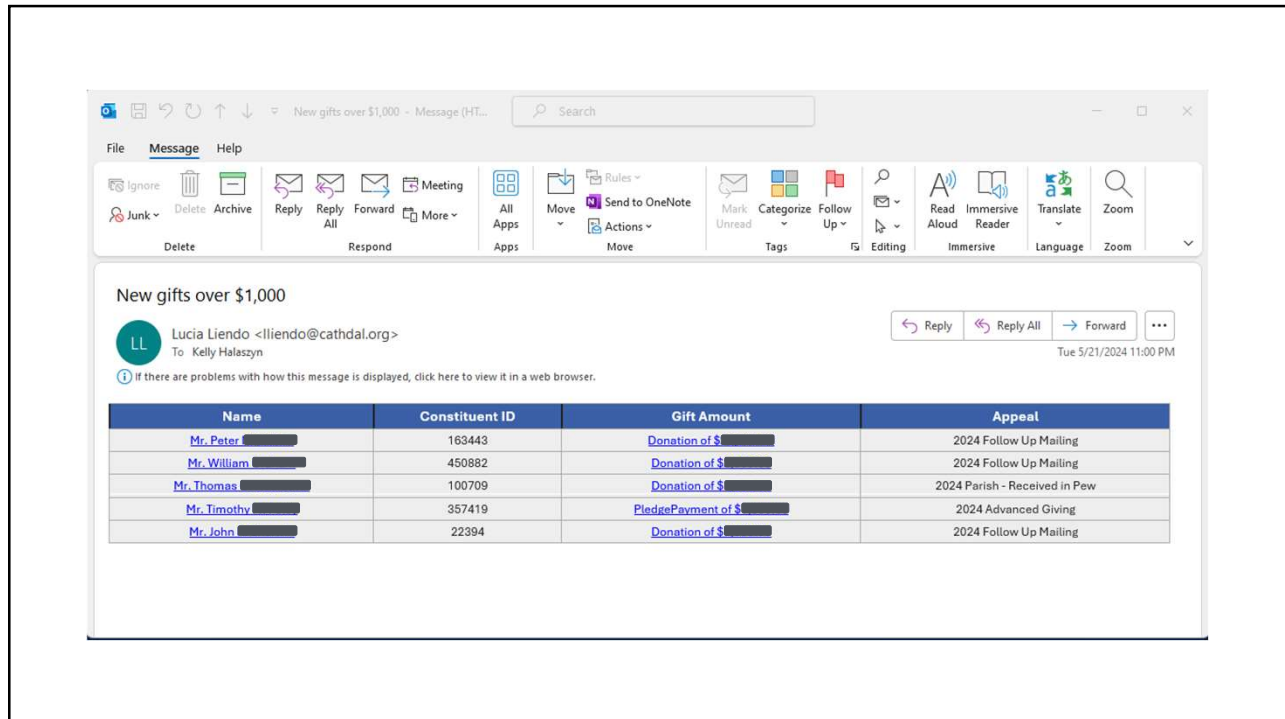 New gifts over $1,000 - Message (HT...
Search
File Message Help
Ignore
Junk
Delete
Archive
Delete
Reply
Reply All
Forward
Meeting
More
Respond
All Apps
Apps
Move
Rules
Send to OneNote
Actions
Move
Mark Unread
Categorize
Follow Up
Tags
Editing
Read Aloud
Immersive Reader
Immersive
Translate
Language
Zoom
Zoom
New gifts over $1,000
LL
Lucia Liendo <lliendo@cathdal.org>
To Kelly Halaszyn
Reply Reply All Forward
Tue 5/21/2024 11:00 PM
If there are problems with how this message is displayed, click here to view it in a web browser.
Name Constituent ID Gift Amount Appeal
Mr. Peter 163443 Donation of $ 2024 Follow Up Mailing
Mr. William 450882 Donation of $ 2024 Follow Up Mailing
Mr. Thomas 100709 Donation of $ 2024 Parish - Received in Pew
Mr. Timothy 357419 PledgePayment of $ 2024 Advanced Giving
Mr. John 22394 Donation of $ 2024 Follow Up Mailing